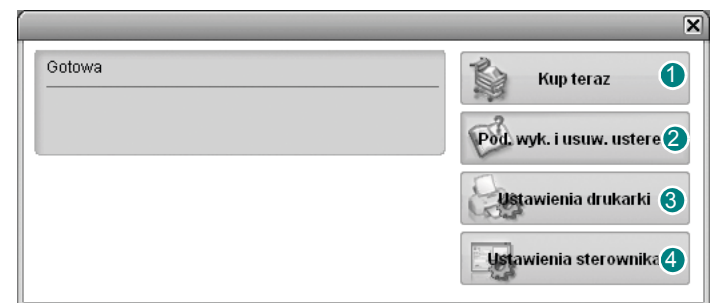 Gotowa
Kup teraz 1
Pod. wyk. i usuw. ustere 2
Ustawienia drukarki 3
Ustawienia sterownika 4